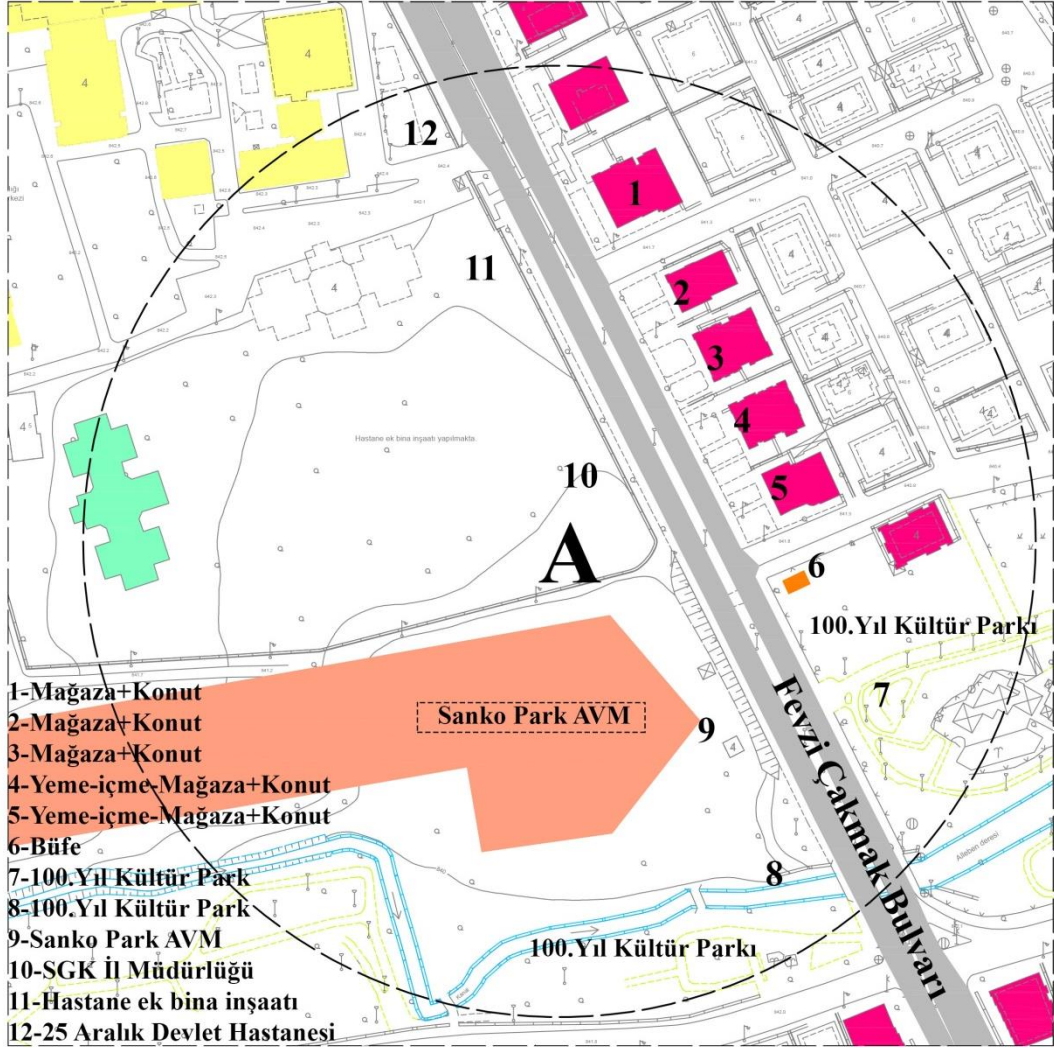 12
1
11
2
3
4
Hastane ek bina inşaatı yapılmakta.
10
5
A
6
100.Yıl Kültür Parkı
7
Sanko Park AVM
9
Fevzi Çakmak Bulvarı
8
Alleben deresi
100.Yıl Kültür Parkı
Kanal
1-Mağaza+Konut
2-Mağaza+Konut
3-Mağaza+Konut
4-Yeme-içme-Mağaza+Konut
5-Yeme-içme-Mağaza+Konut
6-Büfe
7-100.Yıl Kültür Park
8-100.Yıl Kültür Park
9-Sanko Park AVM
10-SGK İl Müdürlüğü
11-Hastane ek bina inşaatı
12-25 Aralık Devlet Hastanesi